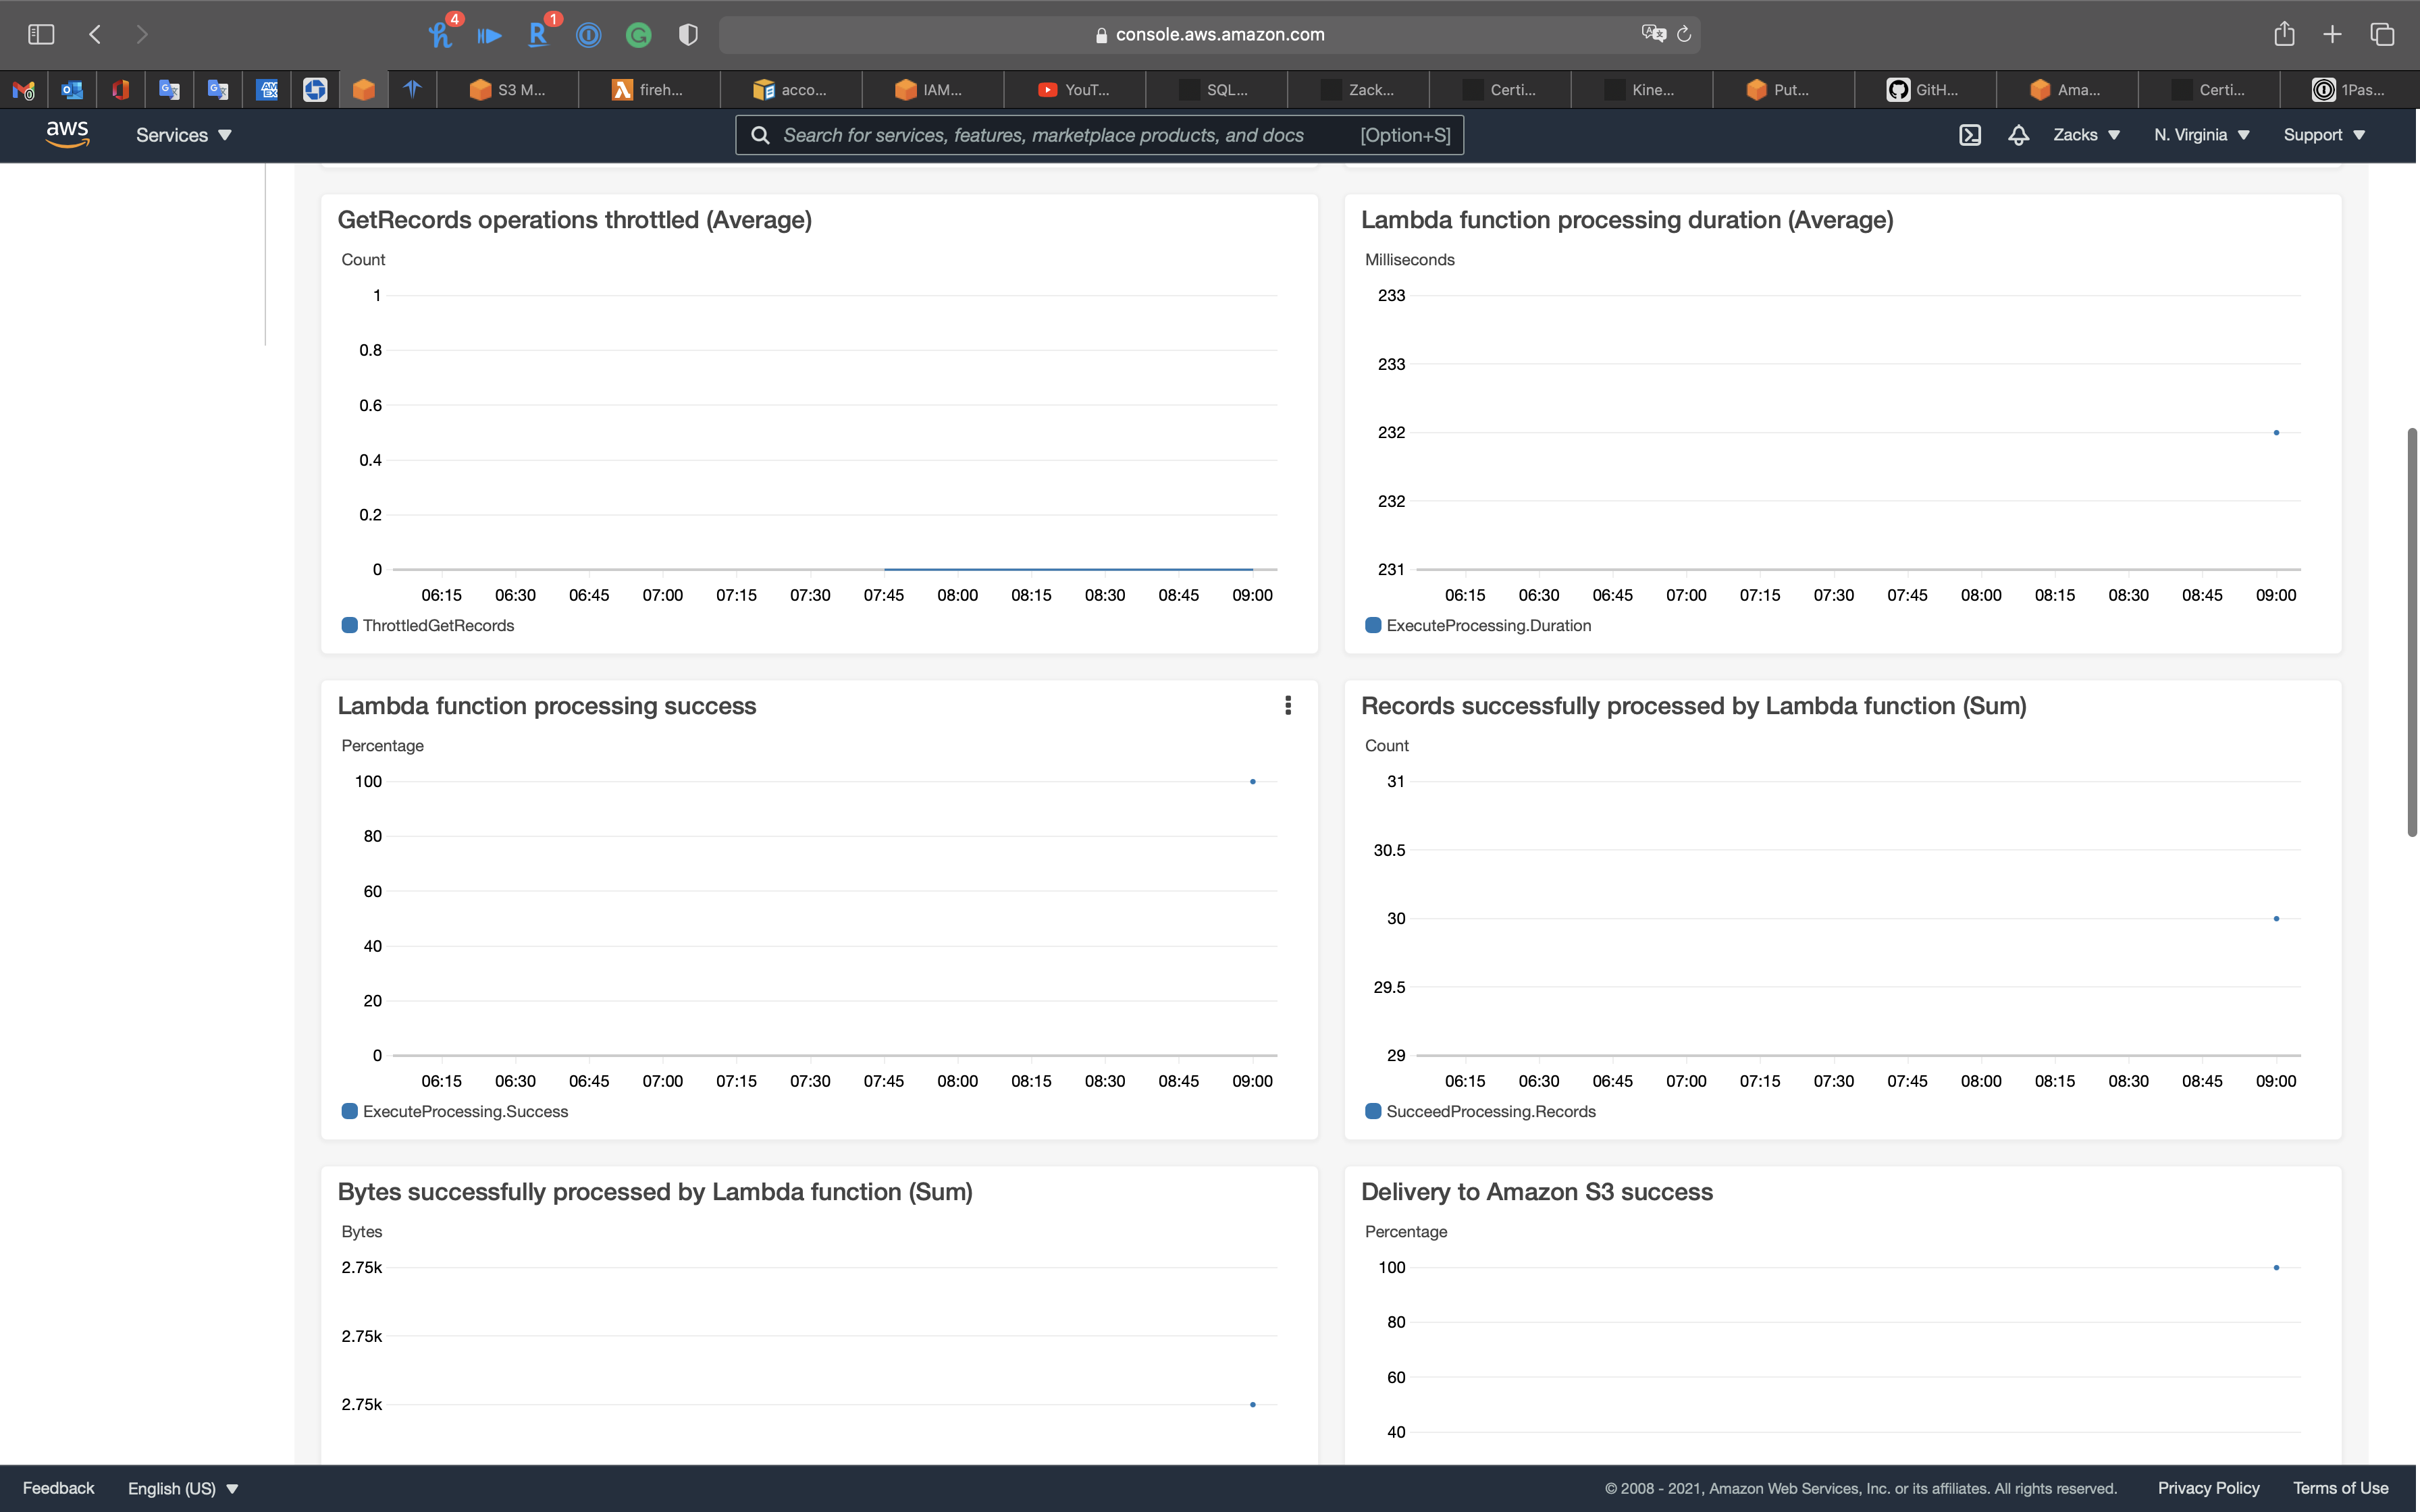 4
1
console.aws.amazon.com
S3 M...
fireh...
acco...
IAM...
YouT...
SQL...
Zack...
Certi...
Kine...
Put...
GitH...
Ama...
Certi...
1Pas...
aws
Services
Search for services, features, marketplace products, and docs [Option+S]
Zacks
N. Virginia
Support
GetRecords operations throttled (Average)
Count
1
0.8
0.6
0.4
0.2
0
06:15 06:30 06:45 07:00 07:15 07:30 07:45 08:00 08:15 08:30 08:45 09:00
ThrottledGetRecords
Lambda function processing duration (Average)
Milliseconds
233
233
232
232
231
06:15 06:30 06:45 07:00 07:15 07:30 07:45 08:00 08:15 08:30 08:45 09:00
ExecuteProcessing.Duration
Lambda function processing success
Percentage
100
80
60
40
20
0
06:15 06:30 06:45 07:00 07:15 07:30 07:45 08:00 08:15 08:30 08:45 09:00
ExecuteProcessing.Success
Records successfully processed by Lambda function (Sum)
Count
31
30.5
30
29.5
29
06:15 06:30 06:45 07:00 07:15 07:30 07:45 08:00 08:15 08:30 08:45 09:00
SucceedProcessing.Records
Bytes successfully processed by Lambda function (Sum)
Bytes
2.75k
2.75k
2.75k
Delivery to Amazon S3 success
Percentage
100
80
60
40
Feedback
English (US)
© 2008 - 2021, Amazon Web Services, Inc. or its affiliates. All rights reserved.
Privacy Policy
Terms of Use